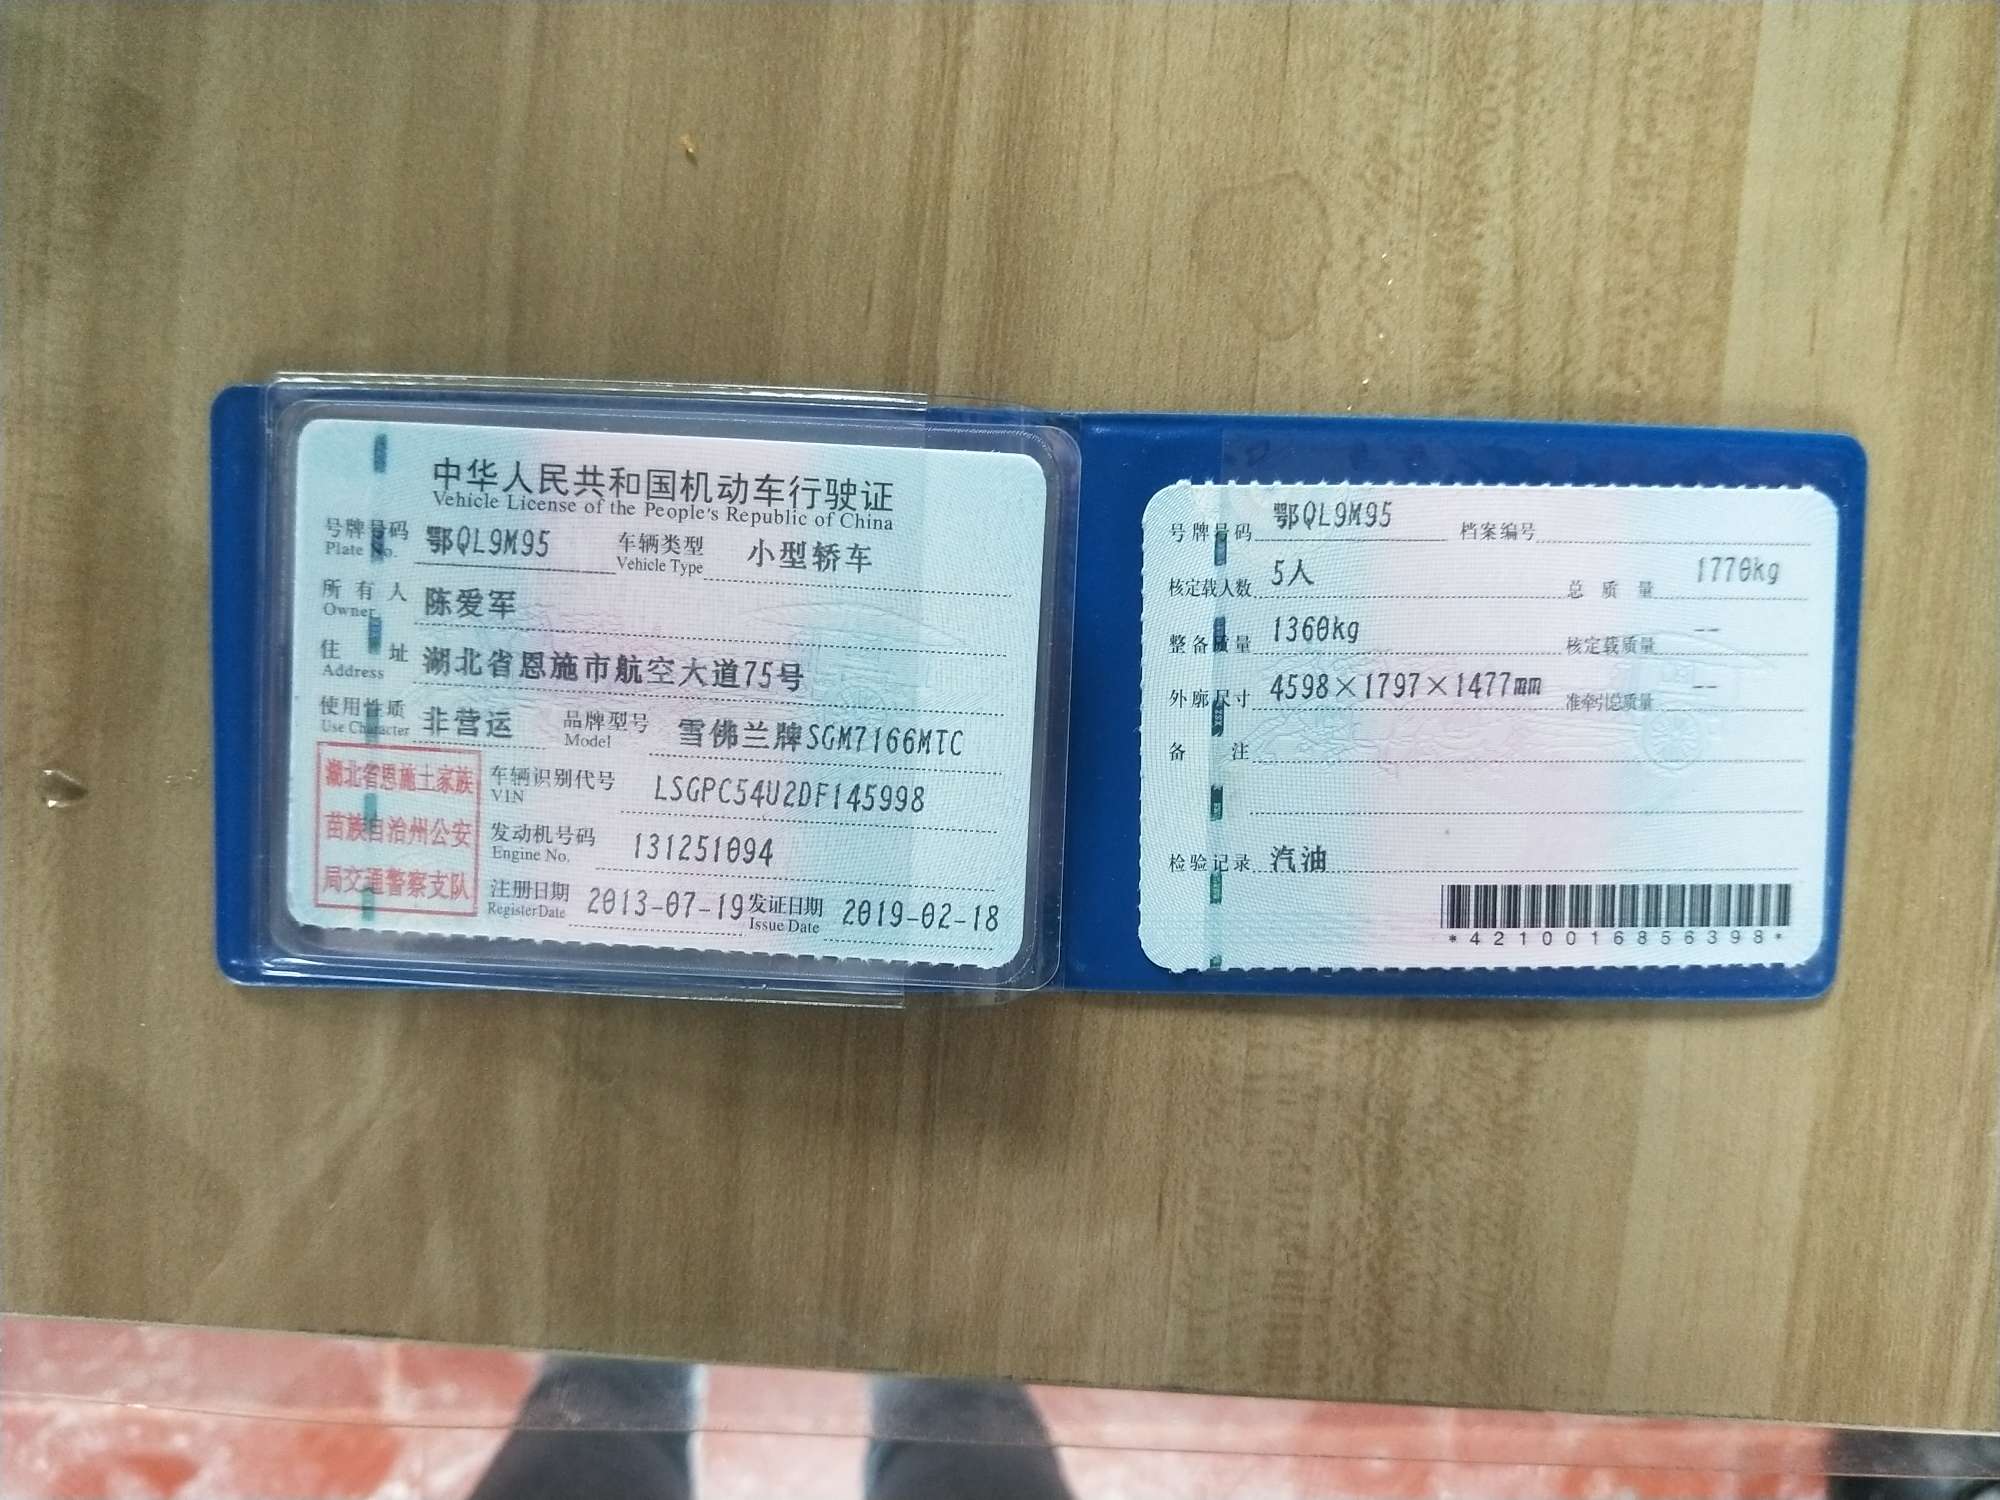 中华人民共和国机动车行驶证
Vehicle License of the People's Republic of China
号牌号码 鄂QL9M95 车辆类型 小型轿车
Plate No. Vehicle Type
所有人 陈爱军
Owner
住址 湖北省恩施市航空大道75号
Address
使用性质 非营运 品牌型号 雪佛兰牌SGM7166MTC
Use Character Model
湖北省恩施土家族
苗族自治州公安
局交通警察支队
车辆识别代号 LSGPC54U2DF145998
VIN
发动机号码 131251094
Engine No.
注册日期 2013-07-19 发证日期 2019-02-18
Register Date Issue Date
号牌号码 鄂QL9M95 档案编号
核定载人数 5人 总质量 1770kg
整备质量 1360kg 核定载质量 --
外廓尺寸 4598×1797×1477mm 准牵引总质量 --
备注
检验记录 汽油
*4210016856398*